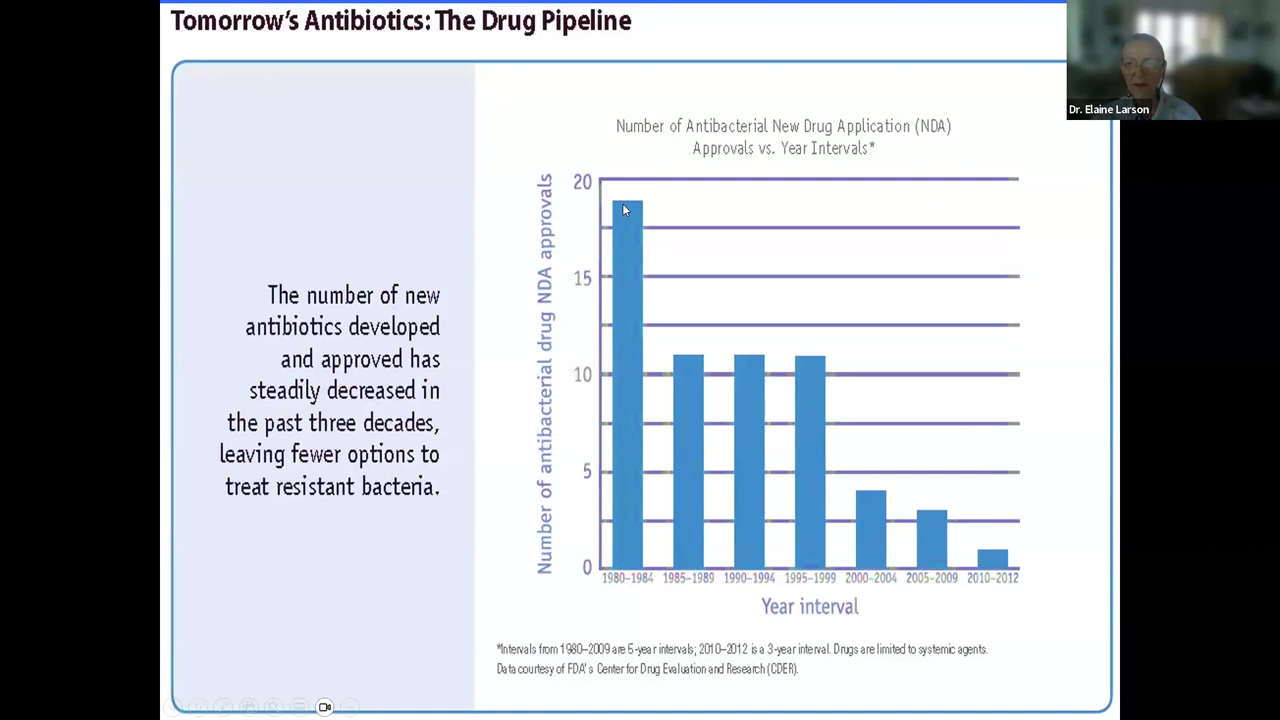 Tomorrow's Antibiotics: The Drug Pipeline
Dr. Elaine Larson
The number of new
antibiotics developed
and approved has
steadily decreased in
the past three decades,
leaving fewer options to
treat resistant bacteria.
Number of Antibacterial New Drug Application (NDA)
Approvals vs. Year Intervals*
Number of antibacterial drug NDA approvals
20
15
10
5
0
1980–1984 1985–1989 1990–1994 1995–1999 2000–2004 2005–2009 2010–2012
Year interval
*Intervals from 1980–2009 are 5-year intervals; 2010–2012 is a 3-year interval. Drugs are limited to systemic agents.
Data courtesy of FDA's Center for Drug Evaluation and Research (CDER).